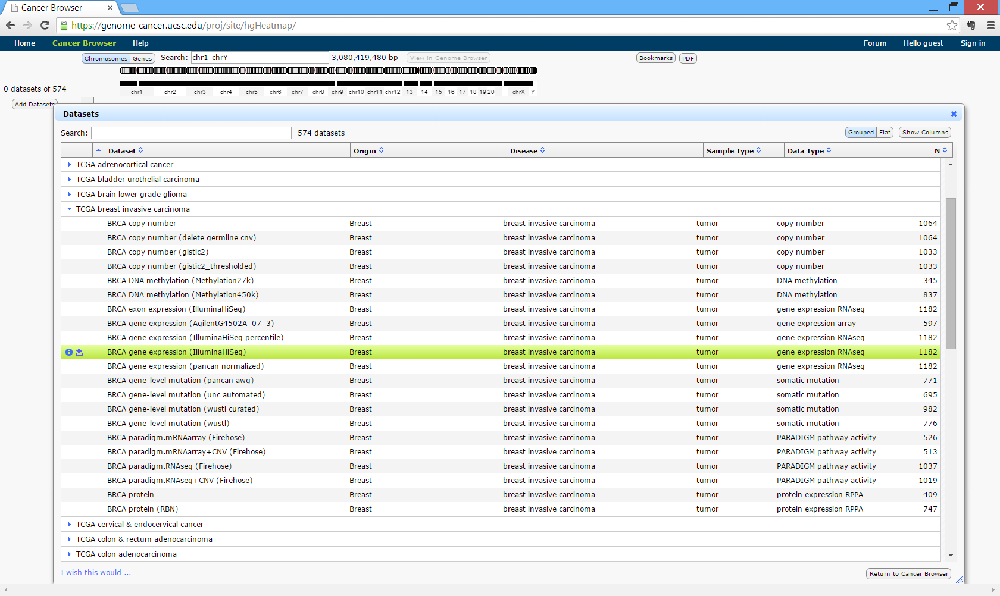 Cancer Browser
https://genome-cancer.ucsc.edu/proj/site/hgHeatmap/
Home Cancer Browser Help Forum Hello guest Sign in
Chromosomes Genes Search: chr1-chrY 3,080,419,480 bp View in Genome Browser Bookmarks PDF
0 datasets of 574
chr1 chr2 chr3 chr4 chr5 chr6 chr7 chr8 chr9 chr10 chr11 chr12 13 14 15 16 17 18 19 20 chrX Y
Add Datasets
Datasets
Search: 574 datasets Grouped Flat Show Columns
Dataset Origin Disease Sample Type Data Type N
TCGA adrenocortical cancer
TCGA bladder urothelial carcinoma
TCGA brain lower grade glioma
TCGA breast invasive carcinoma
BRCA copy number Breast breast invasive carcinoma tumor copy number 1064
BRCA copy number (delete germline cnv) Breast breast invasive carcinoma tumor copy number 1064
BRCA copy number (gistic2) Breast breast invasive carcinoma tumor copy number 1033
BRCA copy number (gistic2_thresholded) Breast breast invasive carcinoma tumor copy number 1033
BRCA DNA methylation (Methylation27k) Breast breast invasive carcinoma tumor DNA methylation 345
BRCA DNA methylation (Methylation450k) Breast breast invasive carcinoma tumor DNA methylation 837
BRCA exon expression (IlluminaHiSeq) Breast breast invasive carcinoma tumor gene expression RNAseq 1182
BRCA gene expression (AgilentG4502A_07_3) Breast breast invasive carcinoma tumor gene expression array 597
BRCA gene expression (IlluminaHiSeq percentile) Breast breast invasive carcinoma tumor gene expression RNAseq 1182
BRCA gene expression (IlluminaHiSeq) Breast breast invasive carcinoma tumor gene expression RNAseq 1182
BRCA gene expression (pancan normalized) Breast breast invasive carcinoma tumor gene expression RNAseq 1182
BRCA gene-level mutation (pancan awg) Breast breast invasive carcinoma tumor somatic mutation 771
BRCA gene-level mutation (unc automated) Breast breast invasive carcinoma tumor somatic mutation 695
BRCA gene-level mutation (wustl curated) Breast breast invasive carcinoma tumor somatic mutation 982
BRCA gene-level mutation (wustl) Breast breast invasive carcinoma tumor somatic mutation 776
BRCA paradigm.mRNAarray (Firehose) Breast breast invasive carcinoma tumor PARADIGM pathway activity 526
BRCA paradigm.mRNAarray+CNV (Firehose) Breast breast invasive carcinoma tumor PARADIGM pathway activity 513
BRCA paradigm.RNAseq (Firehose) Breast breast invasive carcinoma tumor PARADIGM pathway activity 1037
BRCA paradigm.RNAseq+CNV (Firehose) Breast breast invasive carcinoma tumor PARADIGM pathway activity 1019
BRCA protein Breast breast invasive carcinoma tumor protein expression RPPA 409
BRCA protein (RBN) Breast breast invasive carcinoma tumor protein expression RPPA 747
TCGA cervical & endocervical cancer
TCGA colon & rectum adenocarcinoma
TCGA colon adenocarcinoma
I wish this would ... Return to Cancer Browser